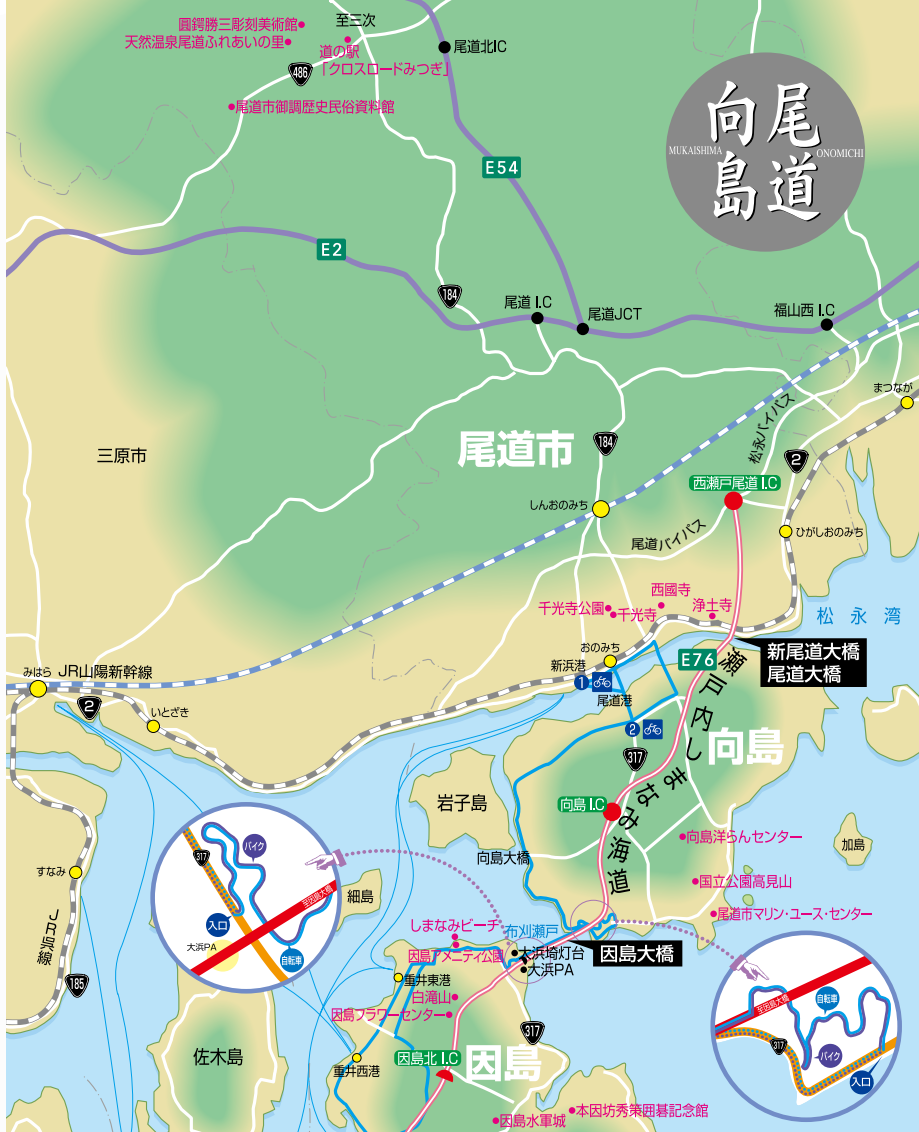 圓鍔勝三彫刻美術館
天然温泉尾道ふれあいの里
至三次
道の駅
「クロスロードみつぎ」
尾道北IC
486
尾道市御調歴史民俗資料館
尾道
向島
MUKAISHIMA
ONOMICHI
E54
E2
184
尾道 I.C
尾道JCT
福山西 I.C
まつなが
三原市
尾道市
184
松永バイパス
2
西瀬戸尾道 I.C
しんおのみち
尾道バイパス
ひがしおのみち
西國寺
千光寺公園
千光寺
浄土寺
松永湾
新尾道大橋
尾道大橋
おのみち
E76
新浜港
1
尾道港
みはら
JR山陽新幹線
2
いとざき
2
317
瀬戸内しまなみ海道
向島
岩子島
向島 I.C
向島大橋
向島洋らんセンター
加島
国立公園高見山
尾道市マリン・ユース・センター
317
バイク
至因島大橋
入口
大浜PA
自転車
細島
すなみ
JR呉線
185
しまなみビーチ
因島アメニティ公園
布刈瀬戸
大浜埼灯台
大浜PA
因島大橋
重井東港
白滝山
因島フラワーセンター
317
至因島大橋
自転車
317
バイク
入口
佐木島
重井西港
因島北 I.C
因島
因島水軍城
本因坊秀策囲碁記念館